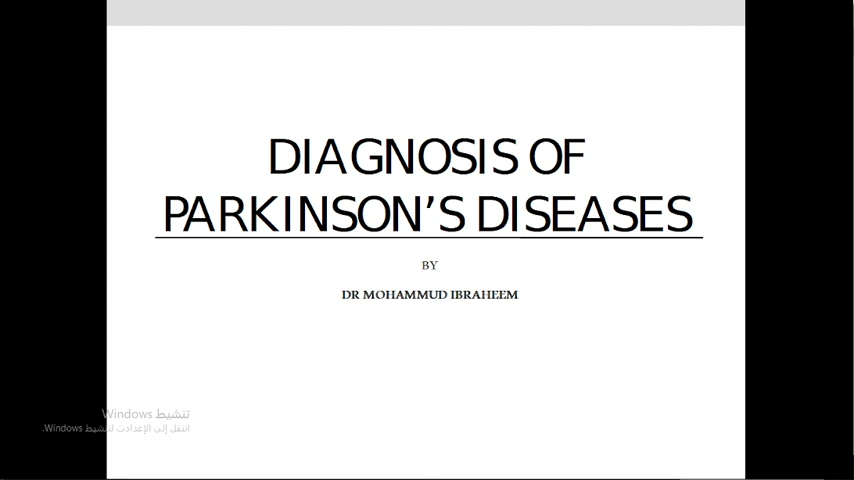 DIAGNOSIS OF
PARKINSON'S DISEASES
BY
DR MOHAMMUD IBRAHEEM
تنشيط Windows
انتقل إلى الإعدادات لتنشيط Windows.